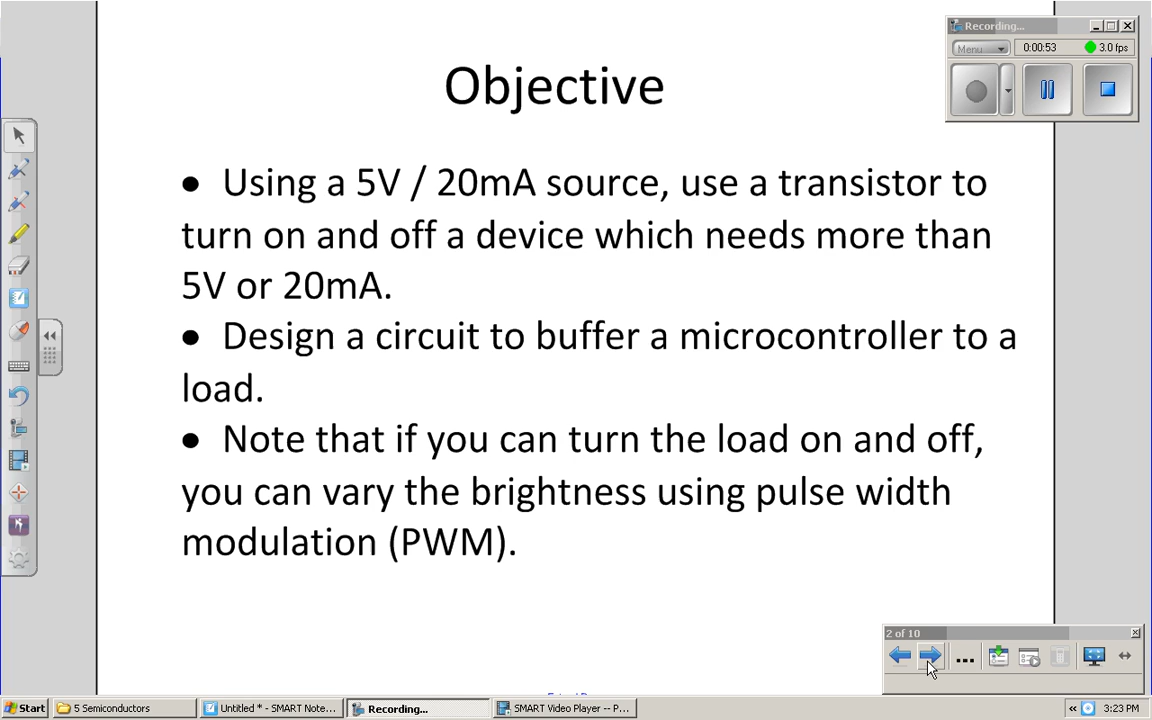 Objective
Recording...
Menu
0:00:53
3.0 fps
• Using a 5V / 20mA source, use a transistor to
turn on and off a device which needs more than
5V or 20mA.
• Design a circuit to buffer a microcontroller to a
load.
• Note that if you can turn the load on and off,
you can vary the brightness using pulse width
modulation (PWM).
2 of 10
Start
5 Semiconductors
Untitled * - SMART Note...
Recording...
SMART Video Player -- P...
3:23 PM